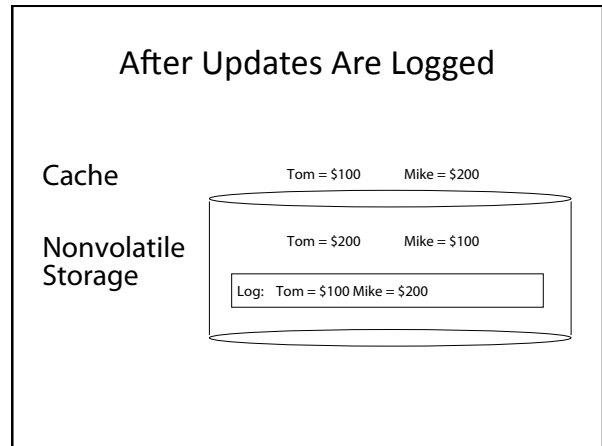 After Updates Are Logged
Cache
Tom = $100 Mike = $200
Nonvolatile
Storage
Tom = $200 Mike = $100
Log: Tom = $100 Mike = $200